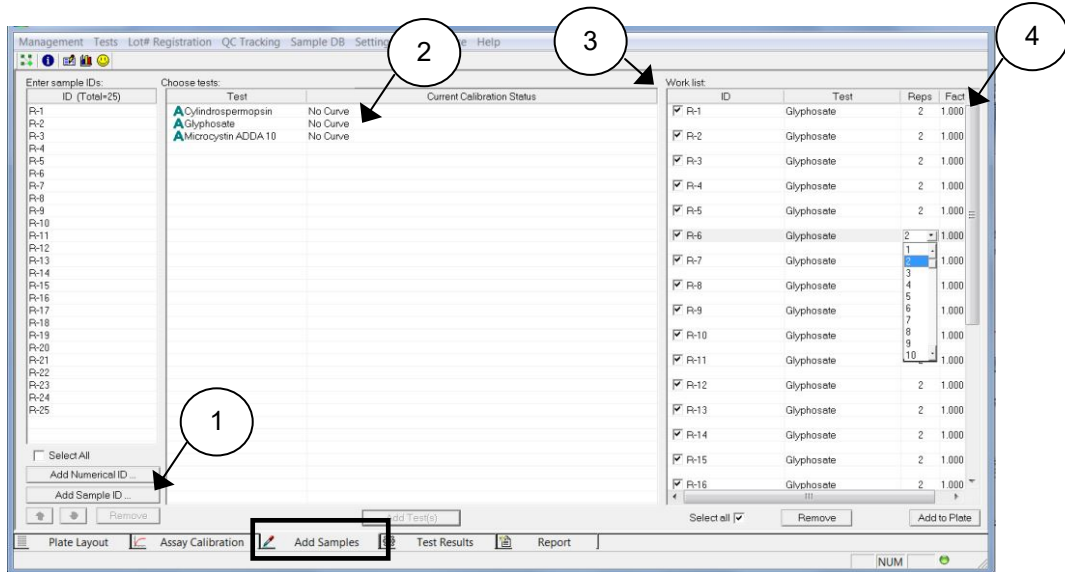 Management Tests Lot# Registration QC Tracking Sample DB Setting e Help
1 2 3 4
Enter sample IDs: Choose tests: Work list:
ID (Total=25) Test Current Calibration Status ID Test Reps Fact
R-1 ACylindrospermopsin No Curve R-1 Glyphosate 2 1.000
R-2 AGlyphosate No Curve R-2 Glyphosate 2 1.000
R-3 AMicrocystin ADDA 10 No Curve R-3 Glyphosate 2 1.000
R-4 R-4 Glyphosate 2 1.000
R-5 R-5 Glyphosate 2 1.000
R-6 R-6 Glyphosate 2 1.000
R-7 R-7 Glyphosate 1.000
R-8 R-8 Glyphosate 1.000
R-9 R-9 Glyphosate 1.000
R-10 R-10 Glyphosate 1.000
R-11 R-11 Glyphosate 1.000
R-12 R-12 Glyphosate 2 1.000
R-13 R-13 Glyphosate 2 1.000
R-14 R-14 Glyphosate 2 1.000
R-15 R-15 Glyphosate 2 1.000
R-16 R-16 Glyphosate 2 1.000
R-17
R-18
R-19
R-20
R-21
R-22
R-23
R-24
R-25
1
2
3
4
5
6
7
8
9
10
Select All
Add Numerical ID ...
Add Sample ID ...
Remove Add Test(s) Select all Remove Add to Plate
Plate Layout Assay Calibration Add Samples Test Results Report
NUM